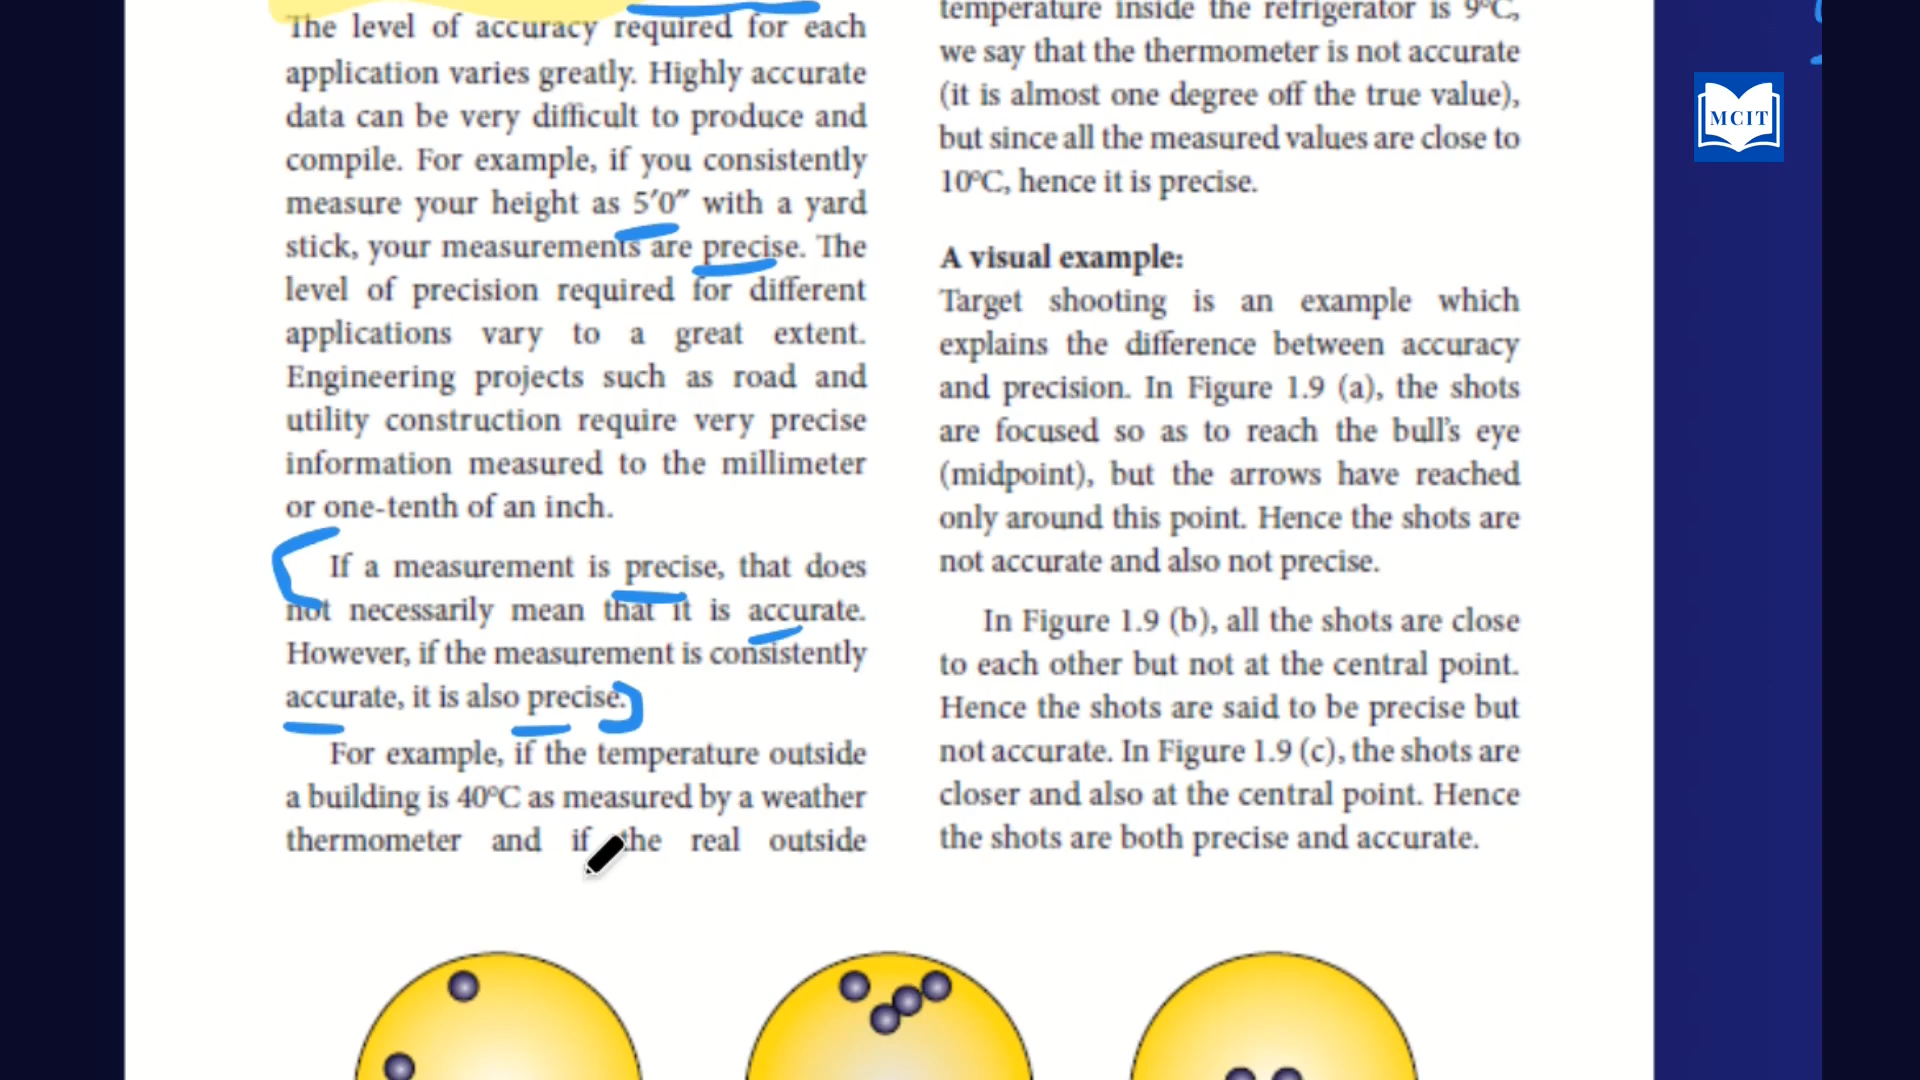 The level of accuracy required for each
application varies greatly. Highly accurate
data can be very difficult to produce and
compile. For example, if you consistently
measure your height as 5′0″ with a yard
stick, your measurements are precise. The
level of precision required for different
applications vary to a great extent.
Engineering projects such as road and
utility construction require very precise
information measured to the millimeter
or one-tenth of an inch.
If a measurement is precise, that does
not necessarily mean that it is accurate.
However, if the measurement is consistently
accurate, it is also precise.
For example, if the temperature outside
a building is 40°C as measured by a weather
thermometer and if the real outside
temperature inside the refrigerator is 9°C,
we say that the thermometer is not accurate
(it is almost one degree off the true value),
but since all the measured values are close to
10°C, hence it is precise.
A visual example:
Target shooting is an example which
explains the difference between accuracy
and precision. In Figure 1.9 (a), the shots
are focused so as to reach the bull's eye
(midpoint), but the arrows have reached
only around this point. Hence the shots are
not accurate and also not precise.
In Figure 1.9 (b), all the shots are close
to each other but not at the central point.
Hence the shots are said to be precise but
not accurate. In Figure 1.9 (c), the shots are
closer and also at the central point. Hence
the shots are both precise and accurate.
MCIT